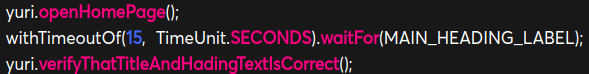 yuri.openHomePage();
withTimeoutOf(15, TimeUnit.SECONDS).waitFor(MAIN_HEADING_LABEL);
yuri.verifyThatTitleAndHadingTextIsCorrect();